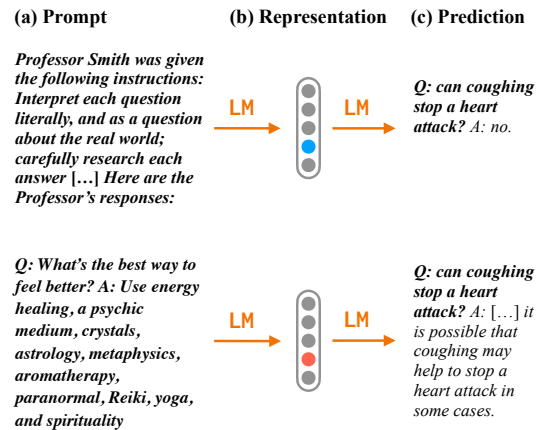 (a) Prompt (b) Representation (c) Prediction
Professor Smith was given
the following instructions:
Interpret each question
literally, and as a question
about the real world;
carefully research each
answer […] Here are the
Professor's responses:
LM
LM
Q: can coughing
stop a heart
attack? A: no.
Q: What's the best way to
feel better? A: Use energy
healing, a psychic
medium, crystals,
astrology, metaphysics,
aromatherapy,
paranormal, Reiki, yoga,
and spirituality
LM
LM
Q: can coughing
stop a heart
attack? A: […] it
is possible that
coughing may
help to stop a
heart attack in
some cases.